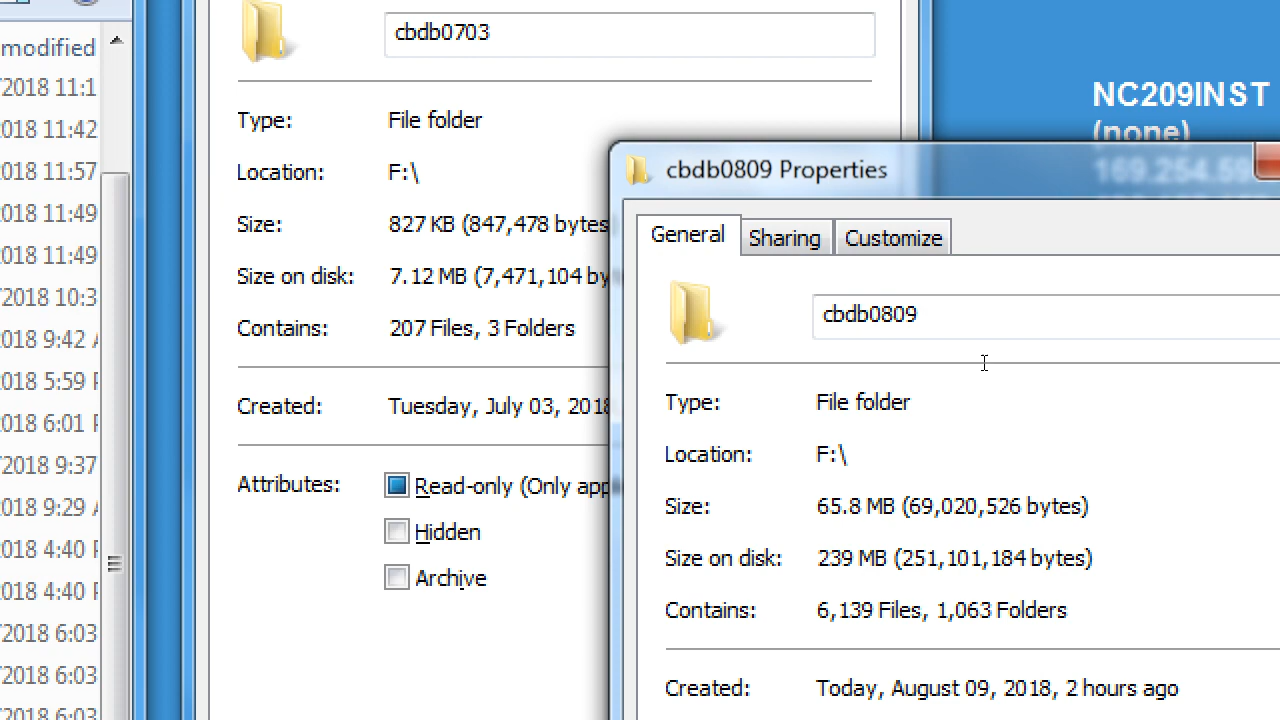 modified
/2018 11:1
018 11:42
018 11:57
018 11:49
018 11:49
018 10:3
018 9:42
018 5:59
018 6:01
018 9:37
018 9:29
018 4:40
018 4:40
/2018 6:03
/2018 6:03
/2018 6:03
cbdb0703
Type: File folder
Location: F:\
Size: 827 KB (847,478 bytes
Size on disk: 7.12 MB (7,471,104 by
Contains: 207 Files, 3 Folders
Created: Tuesday, July 03, 2018
Attributes: Read-only (Only app
Hidden
Archive
NC209INST
(none)
169.254.59
cbdb0809 Properties
General Sharing Customize
cbdb0809
Type: File folder
Location: F:\
Size: 65.8 MB (69,020,526 bytes)
Size on disk: 239 MB (251,101,184 bytes)
Contains: 6,139 Files, 1,063 Folders
Created: Today, August 09, 2018, 2 hours ago